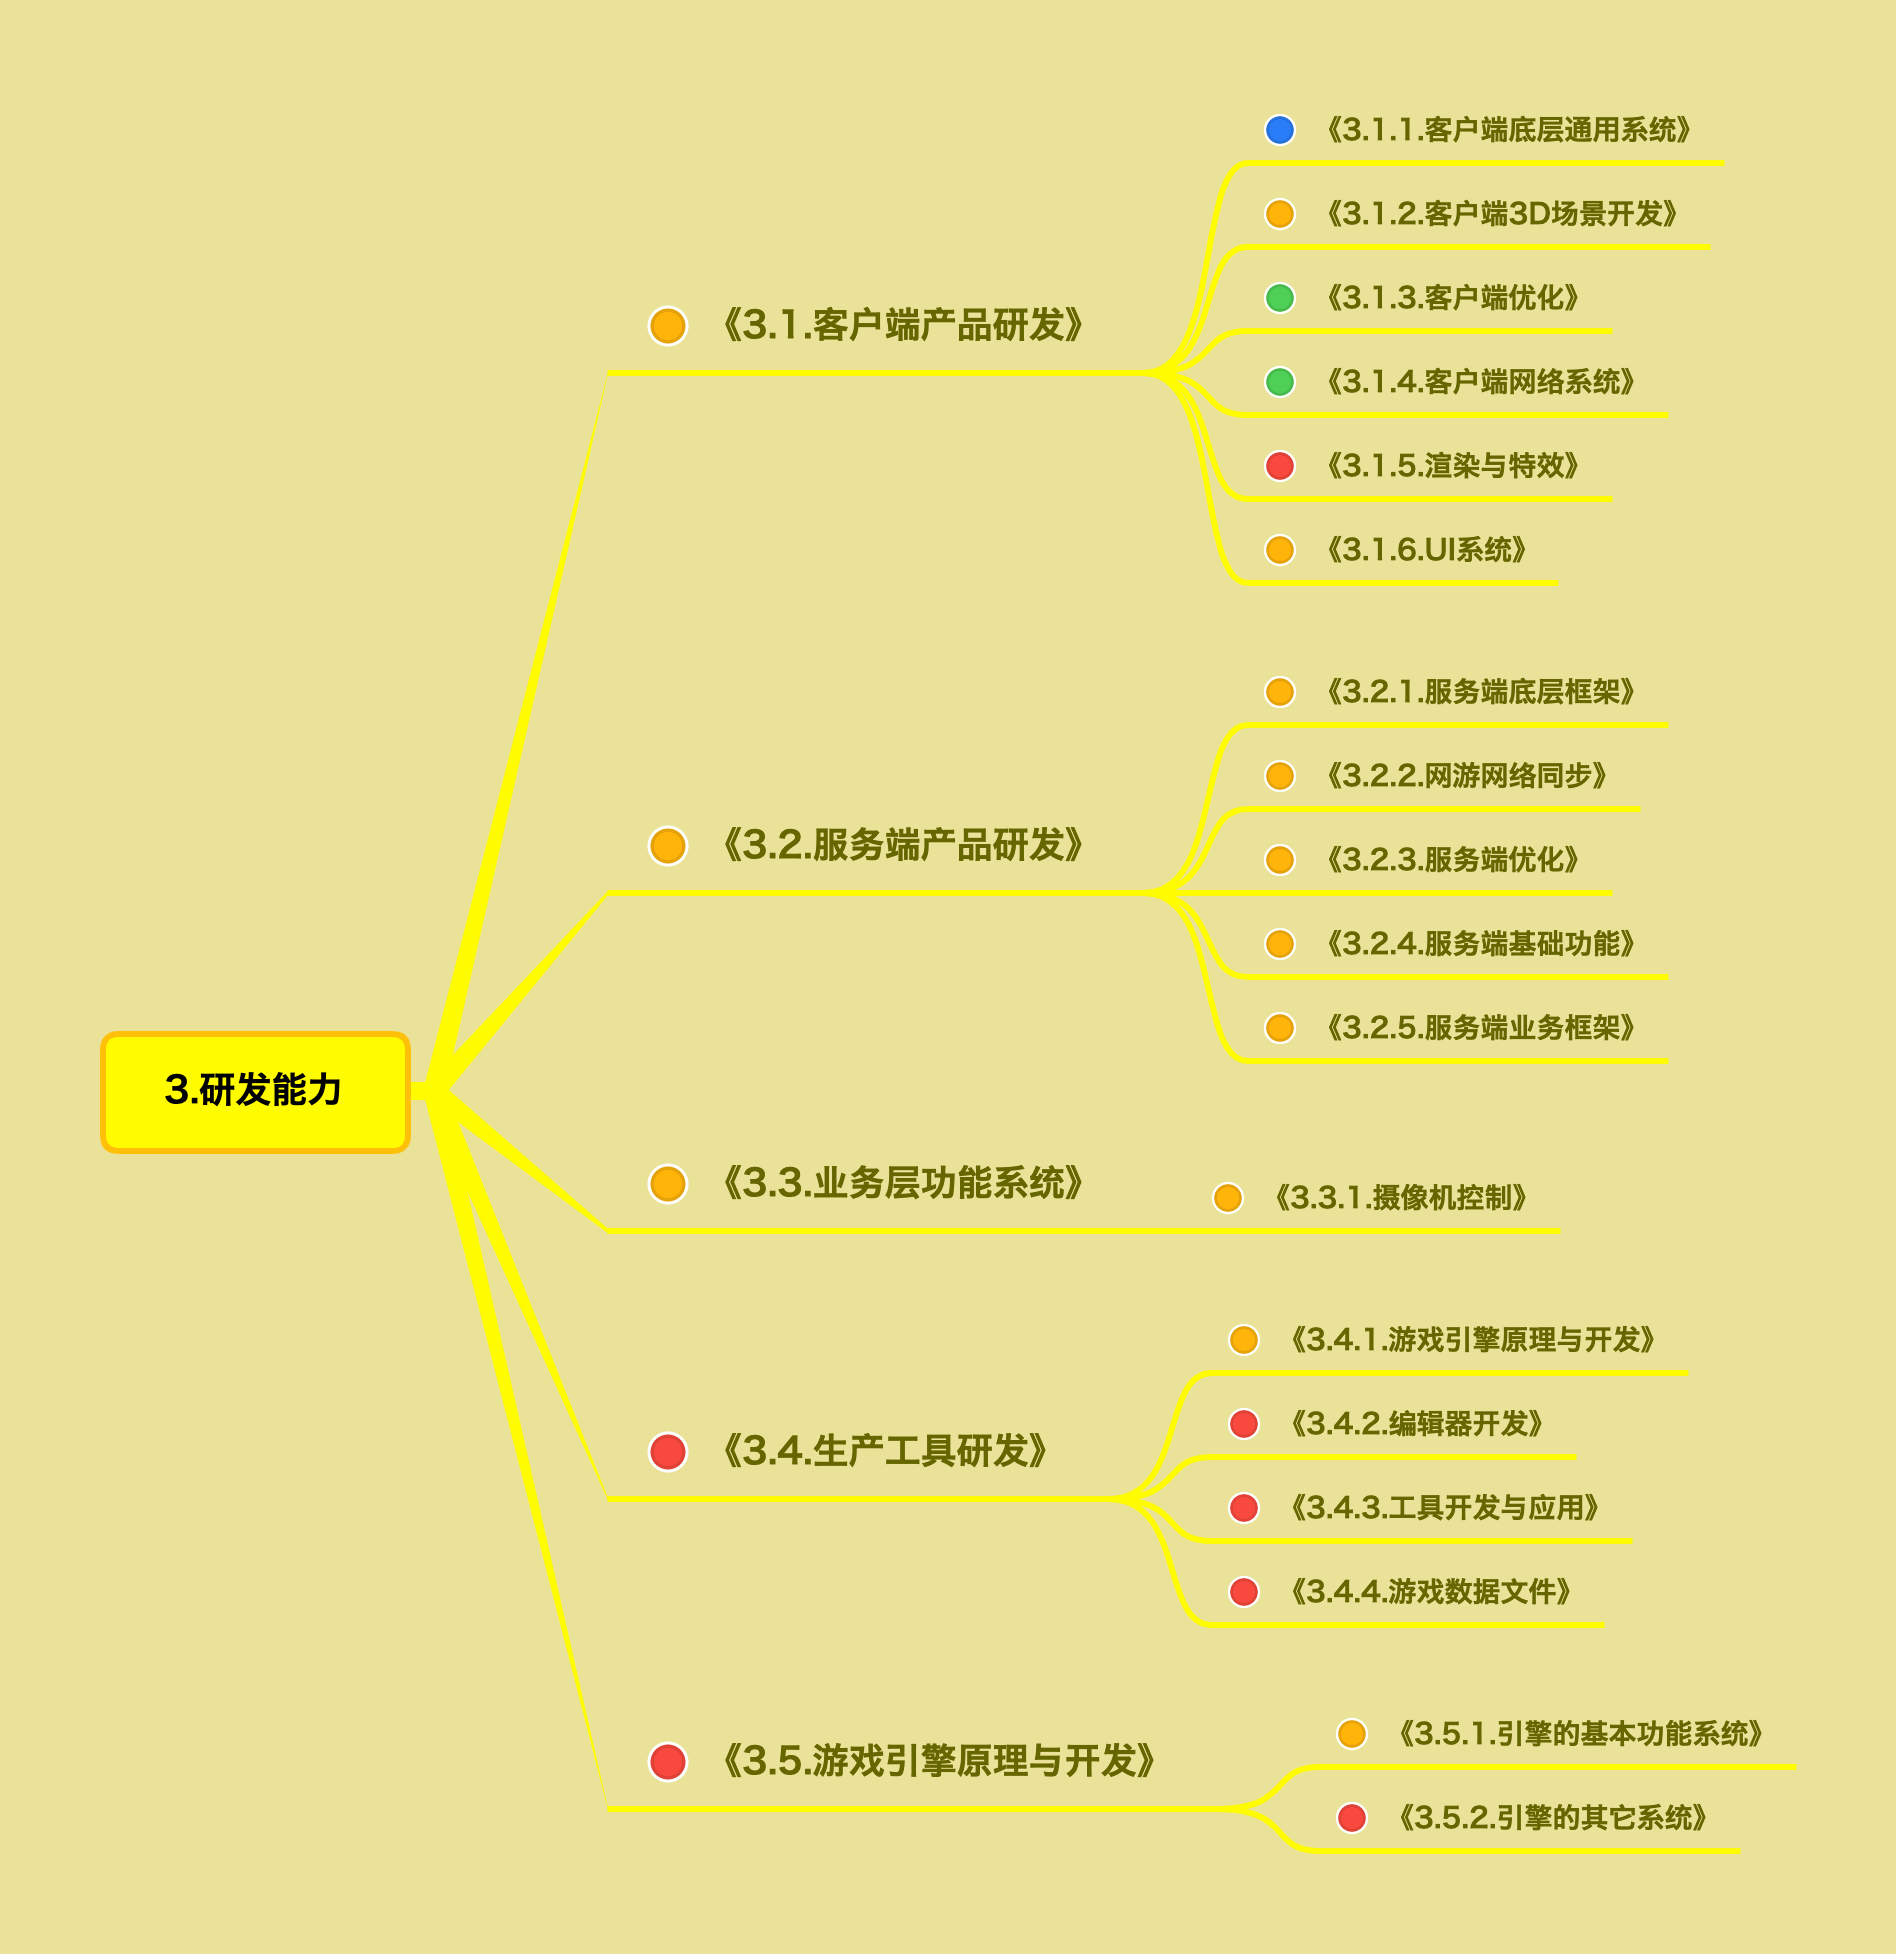 3.研发能力
《3.1.客户端产品研发》
《3.1.1.客户端底层通用系统》
《3.1.2.客户端3D场景开发》
《3.1.3.客户端优化》
《3.1.4.客户端网络系统》
《3.1.5.渲染与特效》
《3.1.6.UI系统》
《3.2.服务端产品研发》
《3.2.1.服务端底层框架》
《3.2.2.网游网络同步》
《3.2.3.服务端优化》
《3.2.4.服务端基础功能》
《3.2.5.服务端业务框架》
《3.3.业务层功能系统》
《3.3.1.摄像机控制》
《3.4.生产工具研发》
《3.4.1.游戏引擎原理与开发》
《3.4.2.编辑器开发》
《3.4.3.工具开发与应用》
《3.4.4.游戏数据文件》
《3.5.游戏引擎原理与开发》
《3.5.1.引擎的基本功能系统》
《3.5.2.引擎的其它系统》